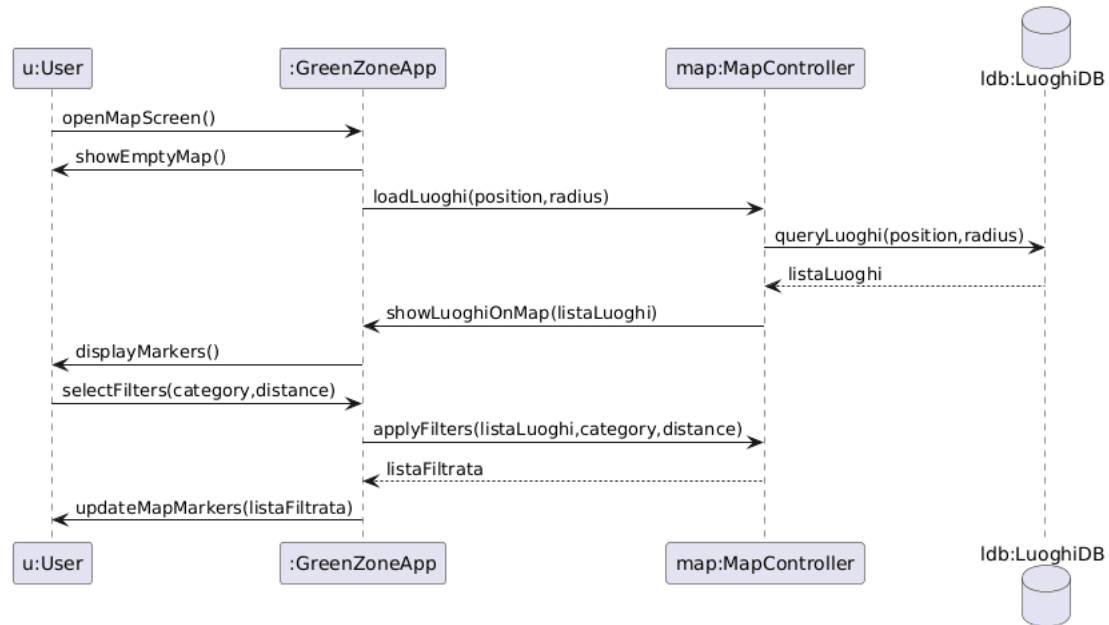 u:User
:GreenZoneApp
map:MapController
ldb:LuoghiDB
openMapScreen()
showEmptyMap()
loadLuoghi(position,radius)
queryLuoghi(position,radius)
listaLuoghi
showLuoghiOnMap(listaLuoghi)
displayMarkers()
selectFilters(category,distance)
applyFilters(listaLuoghi,category,distance)
listaFiltrata
updateMapMarkers(listaFiltrata)
u:User
:GreenZoneApp
map:MapController
ldb:LuoghiDB